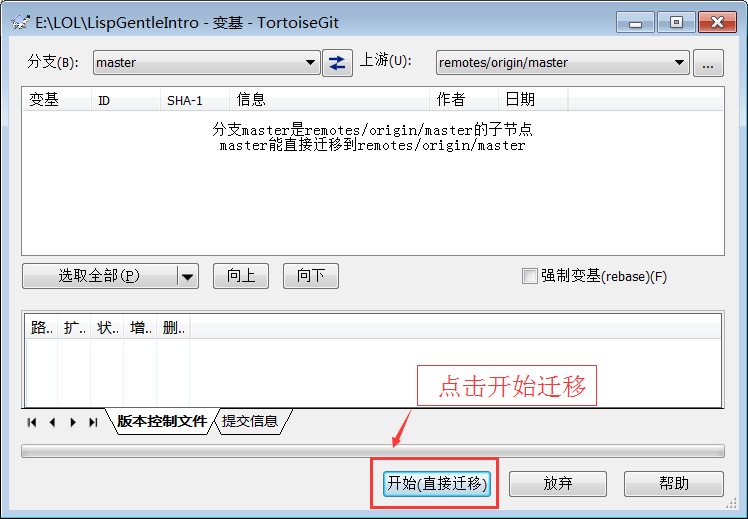 E:\LOL\LispGentleIntro - 变基 - TortoiseGit
分支(B): master 上游(U): remotes/origin/master ...
变基 ID SHA-1 信息 作者 日期
分支master是remotes/origin/master的子节点
master能直接迁移到remotes/origin/master
选取全部(P) 向上 向下 强制变基(rebase)(F)
路.. 扩.. 状.. 增.. 删..
点击开始迁移
版本控制文件 提交信息
开始(直接迁移) 放弃 帮助